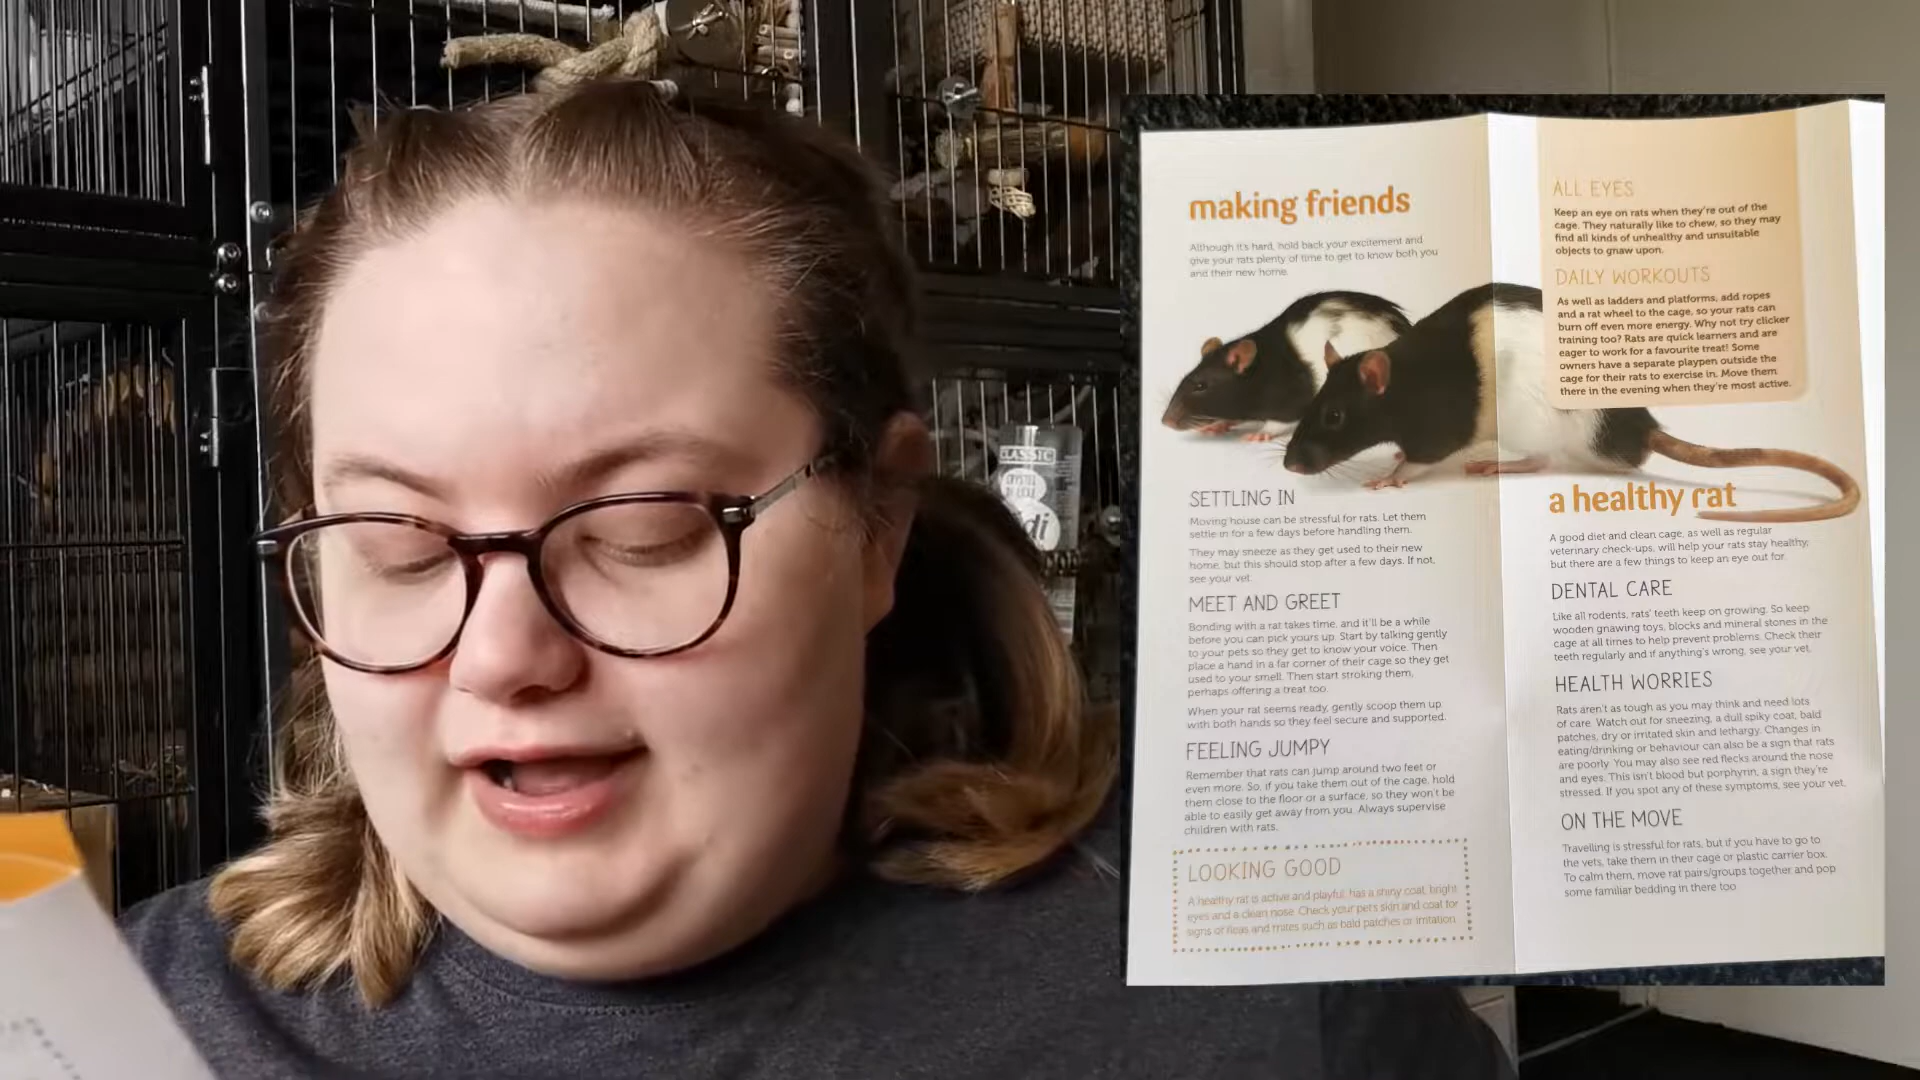 making friends
Although it's hard, hold back your excitement and
give your rats plenty of time to get to know both you
and their new home.
SETTLING IN
Moving house can be stressful for rats. Let them
settle in for a few days before handling them.
They may sneeze as they get used to their new
home, but this should stop after a few days. If not,
see your vet.
MEET AND GREET
Bonding with a rat takes time, and it'll be a while
before you can pick yours up. Start by talking gently
to your pets so they get to know your voice. Then
place a hand in a far corner of their cage so they get
used to your smell. Then start stroking them,
perhaps offering a treat too.
When your rat seems ready, gently scoop them up
with both hands so they feel secure and supported.
FEELING JUMPY
Remember that rats can jump around two feet or
even more. So, if you take them out of the cage, hold
them close to the floor or a surface, so they won't be
able to easily get away from you. Always supervise
children with rats.
LOOKING GOOD
A healthy rat is active and playful, has a shiny coat, bright
eyes and a clean nose. Check your pet's skin and coat for
signs of fleas and mites such as bald patches or irritation.
ALL EYES
Keep an eye on rats when they're out of the
cage. They naturally like to chew, so they may
find all kinds of unhealthy and unsuitable
objects to gnaw upon.
DAILY WORKOUTS
As well as ladders and platforms, add ropes
and a rat wheel to the cage, so your rats can
burn off even more energy. Why not try clicker
training too? Rats are quick learners and are
eager to work for a favourite treat! Some
owners have a separate playpen outside the
cage for their rats to exercise in. Move them
there in the evening when they're most active.
a healthy rat
A good diet and clean cage, as well as regular
veterinary check-ups, will help your rats stay healthy,
but there are a few things to keep an eye out for.
DENTAL CARE
Like all rodents, rats' teeth keep on growing. So keep
wooden gnawing toys, blocks and mineral stones in the
cage at all times to help prevent problems. Check their
teeth regularly and if anything's wrong, see your vet.
HEALTH WORRIES
Rats aren't as tough as you may think and need lots
of care. Watch out for sneezing, a dull spiky coat, bald
patches, dry or irritated skin and lethargy. Changes in
eating/drinking or behaviour can also be a sign that rats
are poorly. You may also see red flecks around the nose
and eyes. This isn't blood but porphyrin, a sign they're
stressed. If you spot any of these symptoms, see your vet.
ON THE MOVE
Travelling is stressful for rats, but if you have to go to
the vets, take them in their cage or plastic carrier box.
To calm them, move rat pairs/groups together and pop
some familiar bedding in there too
CLASSIC